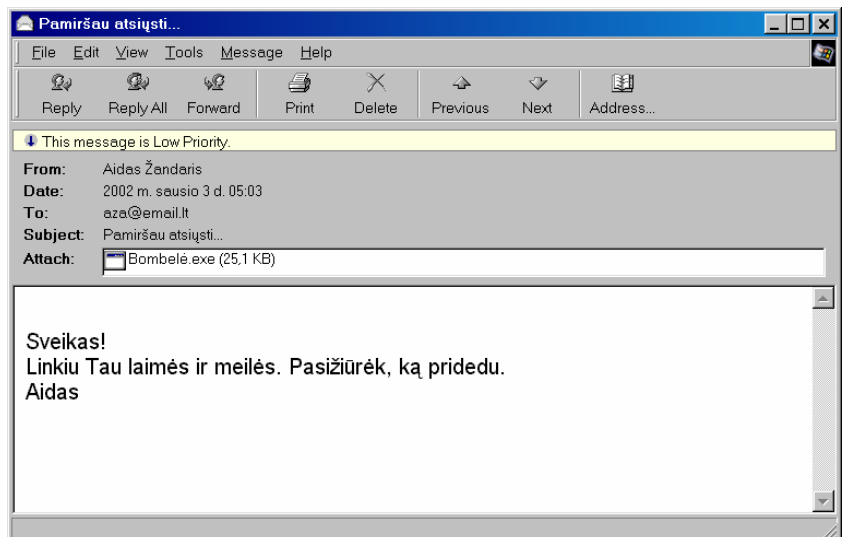 Pamiršau atsiųsti...
File Edit View Tools Message Help
Reply Reply All Forward Print Delete Previous Next Address...
This message is Low Priority.
From: Aidas Žandaris
Date: 2002 m. sausio 3 d. 05:03
To: aza@email.lt
Subject: Pamiršau atsiųsti...
Attach: Bombelė.exe (25,1 KB)
Sveikas!
Linkiu Tau laimės ir meilės. Pasižiūrėk, ką pridedu.
Aidas